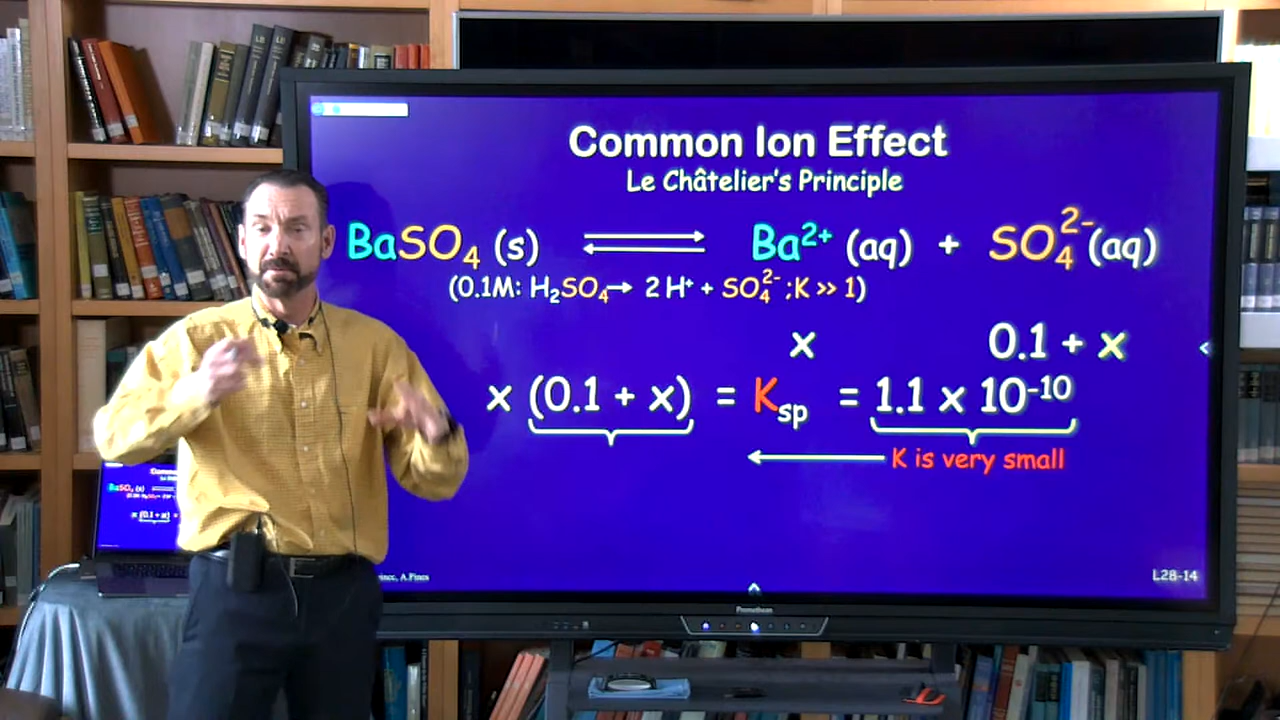 Common Ion Effect
Le Châtelier's Principle
BaSO₄ (s) ⇌ Ba²⁺ (aq) + SO₄²⁻ (aq)
(0.1M: H₂SO₄→ 2 H⁺ + SO₄²⁻ ;K >> 1)
x 0.1 + x
x (0.1 + x) = Ksp = 1.1 x 10⁻¹⁰
← K is very small
A.Pines
L28-14
Promethean